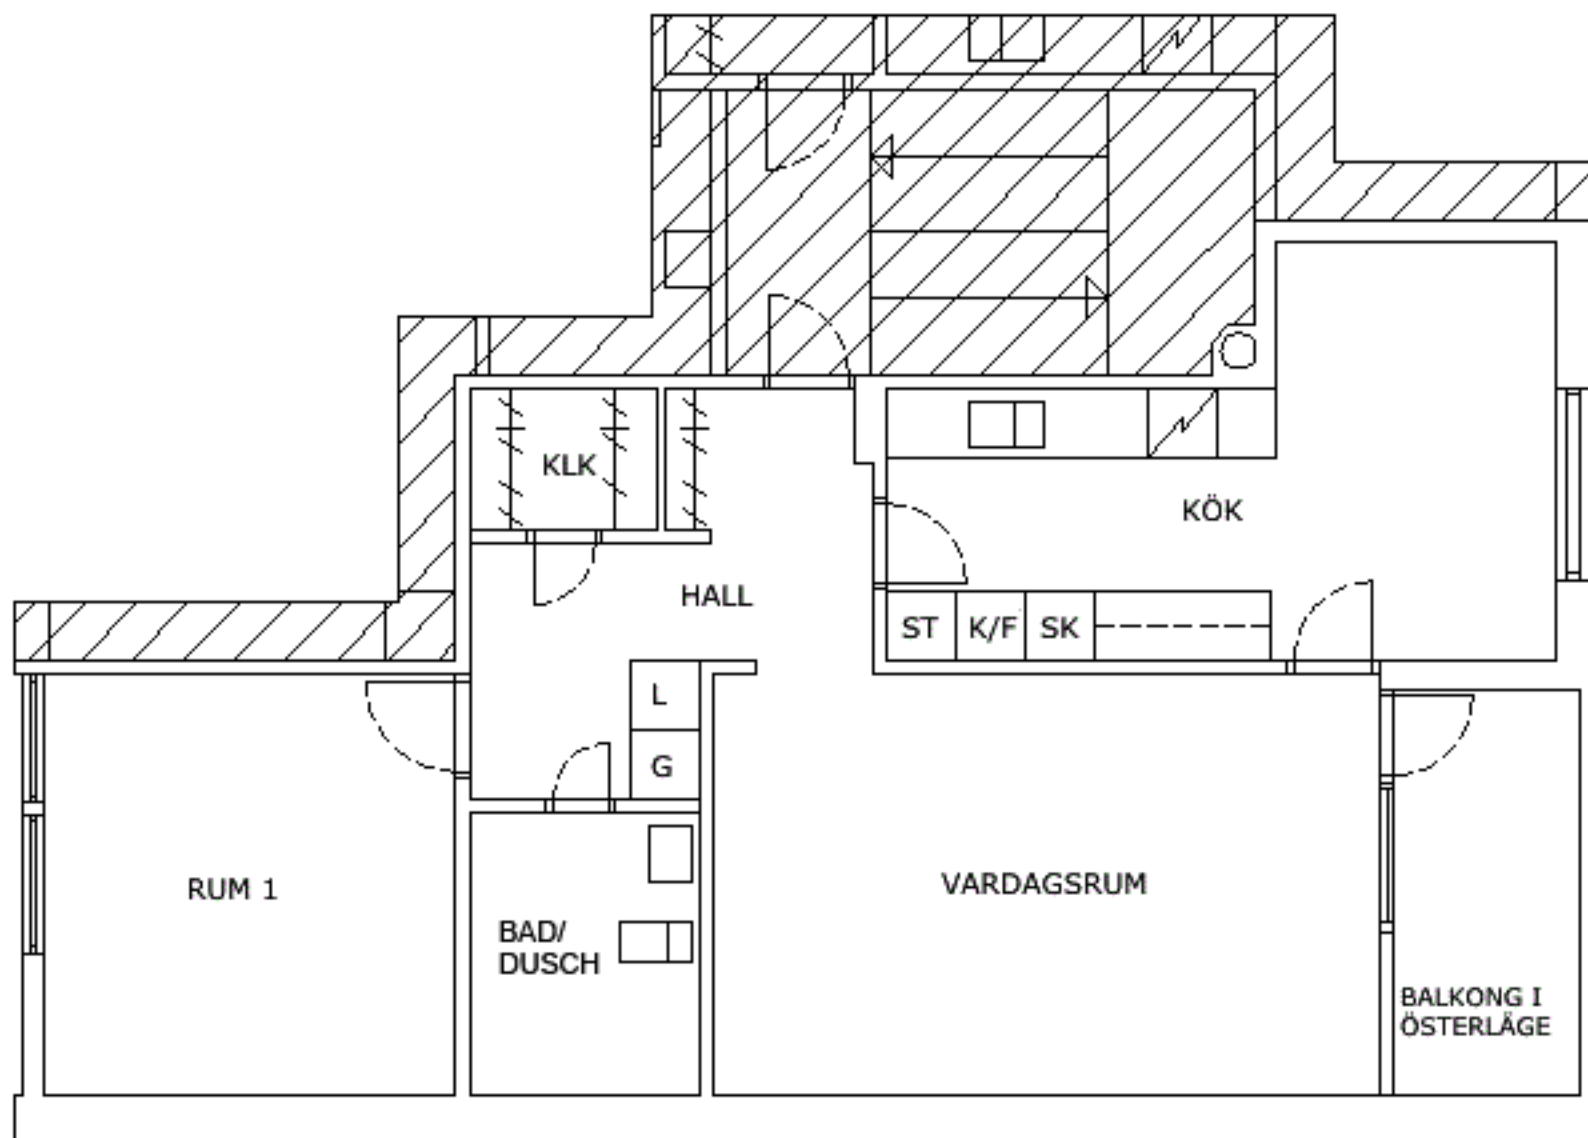 KLK
KÖK
HALL
ST K/F SK
L
G
RUM 1
VARDAGSRUM
BAD/
DUSCH
BALKONG I
ÖSTERLÄGE